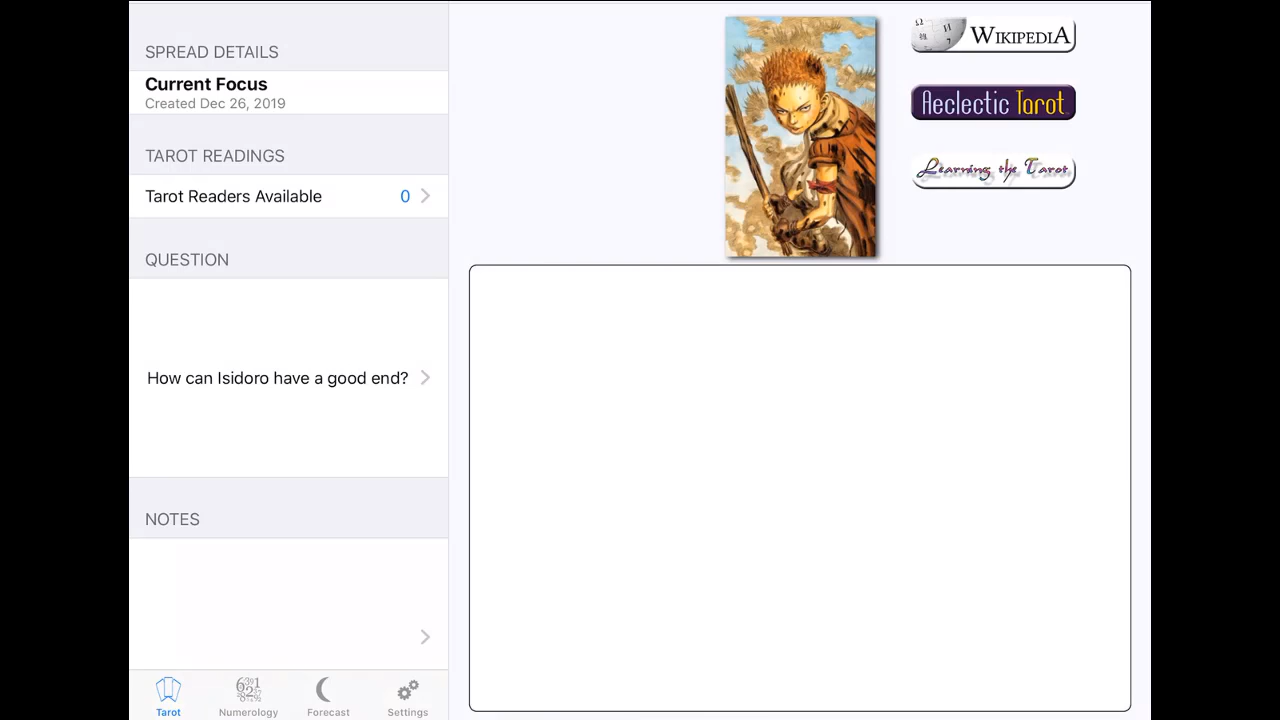 SPREAD DETAILS
Current Focus
Created Dec 26, 2019
TAROT READINGS
Tarot Readers Available 0
QUESTION
How can Isidoro have a good end?
NOTES
Tarot
Numerology
Forecast
Settings
WIKIPEDIA
Aeclectic Tarot
Learning the Tarot